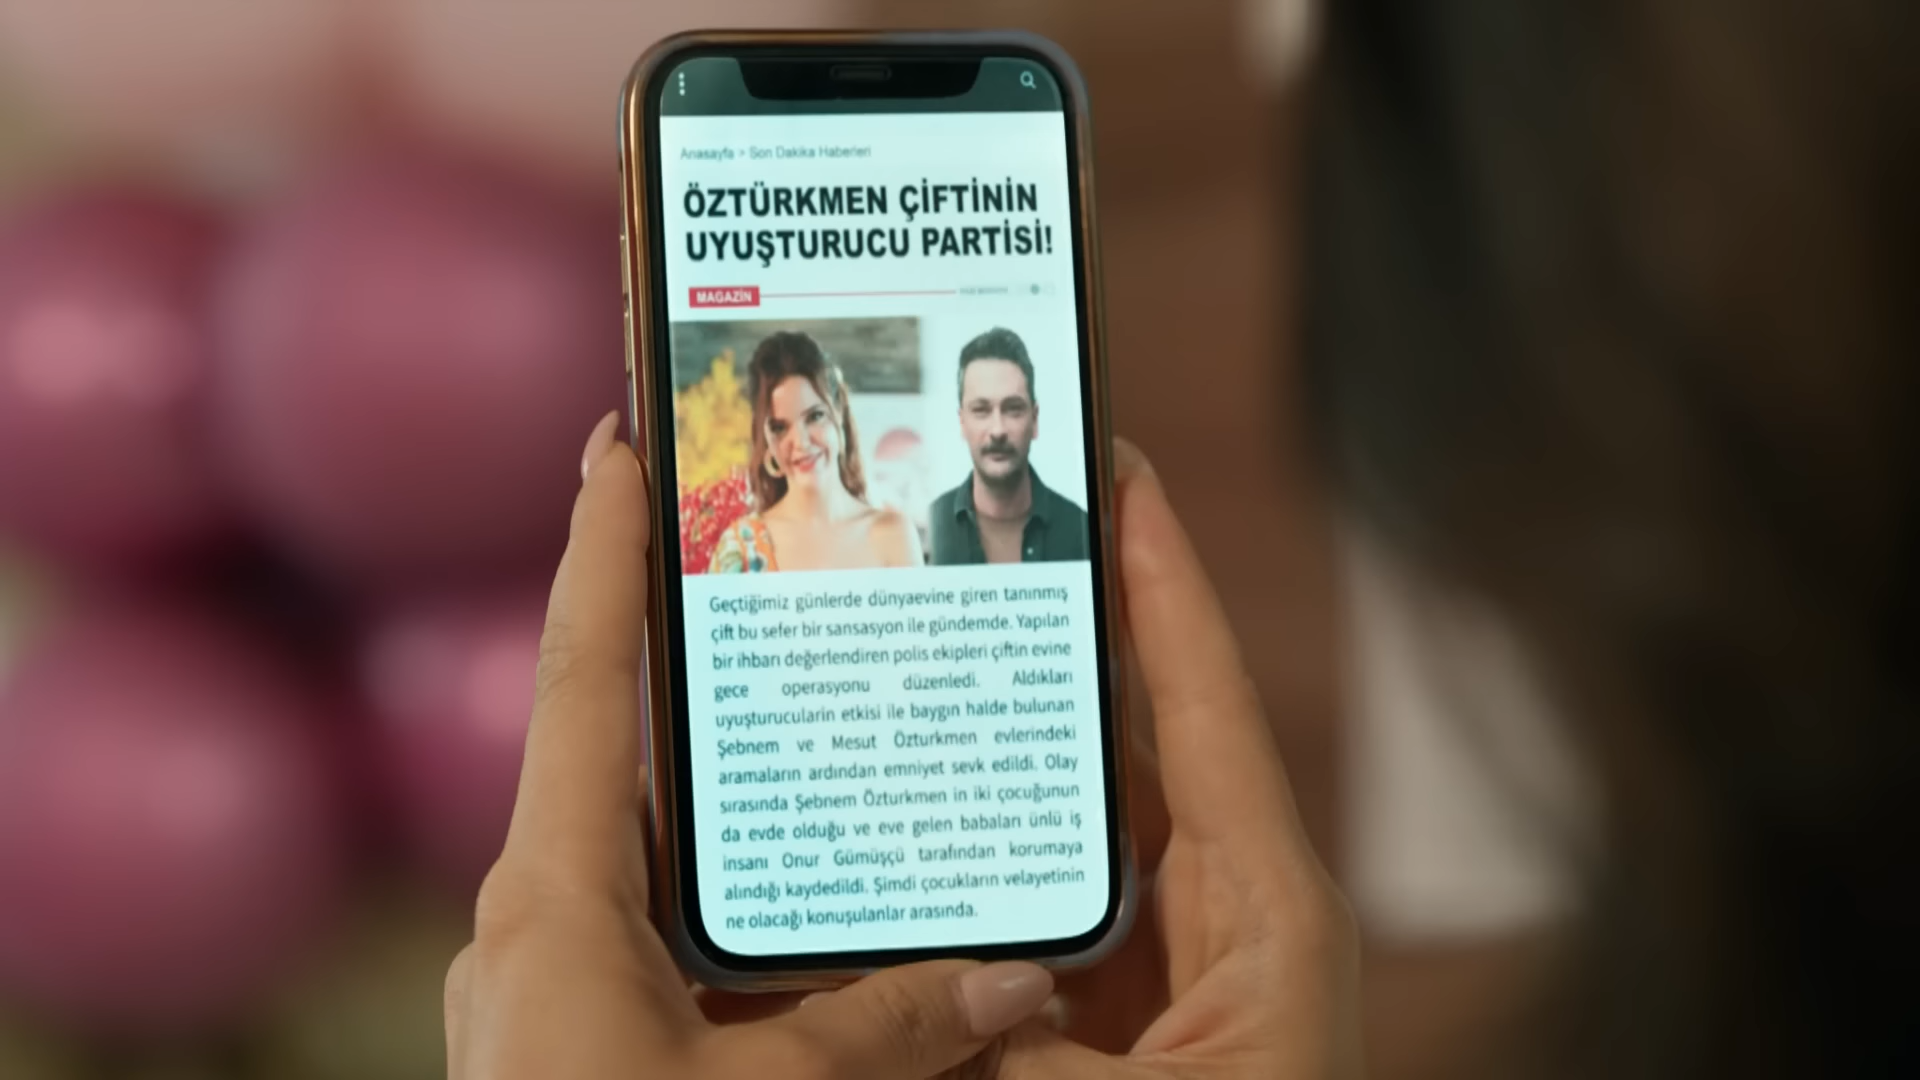 Anasayfa > Son Dakika Haberleri
ÖZTÜRKMEN ÇİFTİNİN
UYUŞTURUCU PARTİSİ!
MAGAZİN
Geçtiğimiz günlerde dünyaevine giren tanınmış
çift bu sefer bir sansasyon ile gündemde. Yapılan
bir ihbarı değerlendiren polis ekipleri çiftin evine
gece operasyonu düzenledi. Aldıkları
uyuşturucularin etkisi ile baygın halde bulunan
Şebnem ve Mesut Özturkmen evlerindeki
aramaların ardından emniyet sevk edildi. Olay
sırasında Şebnem Özturkmen in iki çocuğunun
da evde olduğu ve eve gelen babaları ünlü iş
insanı Onur Gümüşçü tarafından korumaya
alındığı kaydedildi. Şimdi çocukların velayetinin
ne olacağı konuşulanlar arasında.